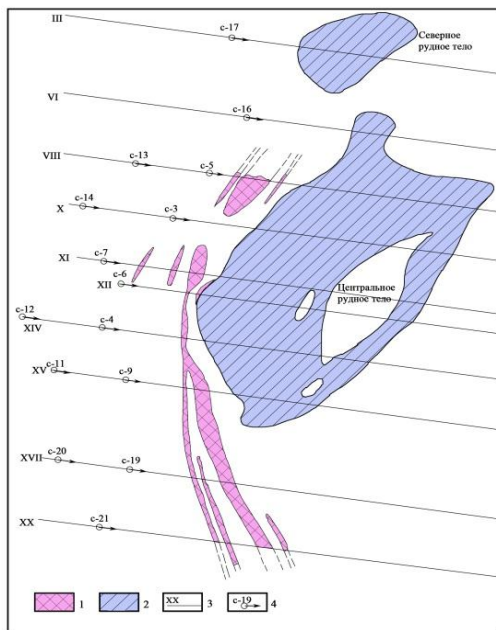 III
с-17
Северное
рудное тело
VI
с-16
VIII
с-13
с-5
X
с-14
с-3
XI
с-7
XII
с-6
Центральное
рудное тело
с-12
XIV
с-4
XV
с-11
с-9
XVII
с-20
с-19
XX
с-21
1
2
XX
3
с-19
4